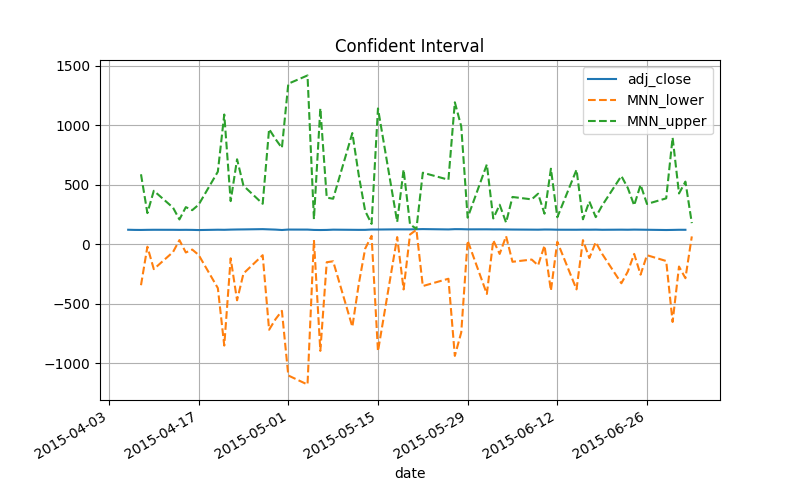 Confident Interval
1500
1000
500
0
−500
−1000
adj_close
MNN_lower
MNN_upper
2015-04-03
2015-04-17
2015-05-01
2015-05-15
2015-05-29
2015-06-12
2015-06-26
date